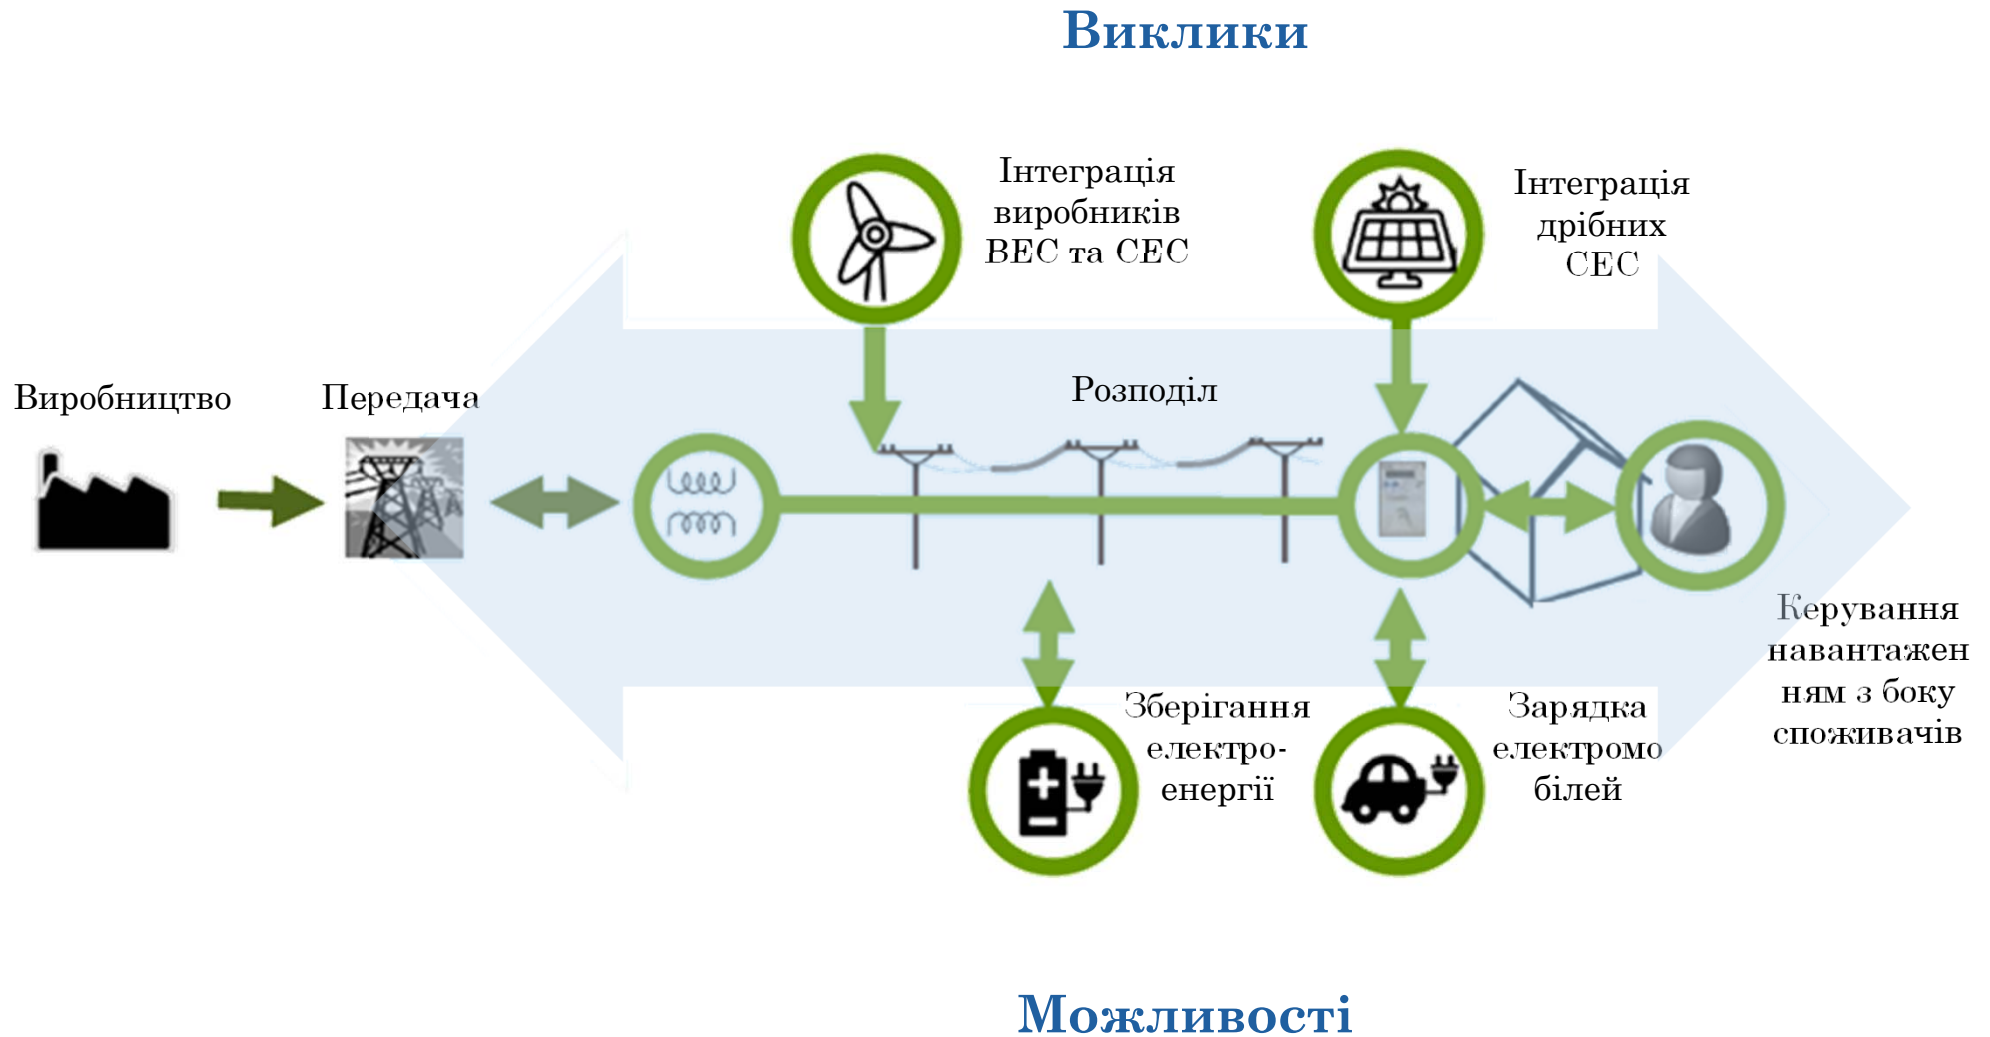 Виклики
Інтеграція
виробників
ВЕС та СЕС
Інтеграція
дрібних
СЕС
Виробництво
Передача
Розподіл
Керування
навантажен
ням з боку
споживачів
Зберігання
електро-
енергії
Зарядка
електромо
білей
Можливості